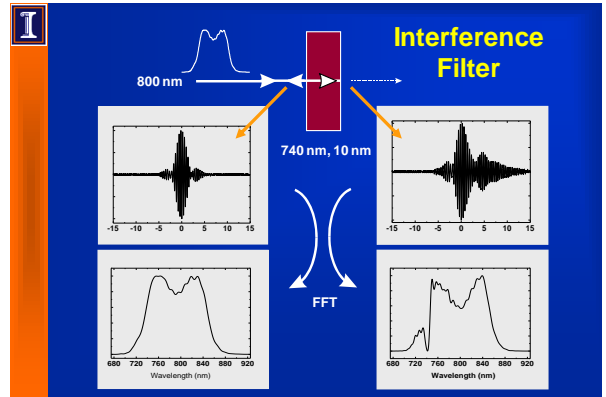 I
Interference
Filter
800 nm
740 nm, 10 nm
-15 -10 -5 0 5 10 15
-15 -10 -5 0 5 10 15
FFT
680 720 760 800 840 880 920
Wavelength (nm)
680 720 760 800 840 880 920
Wavelength (nm)